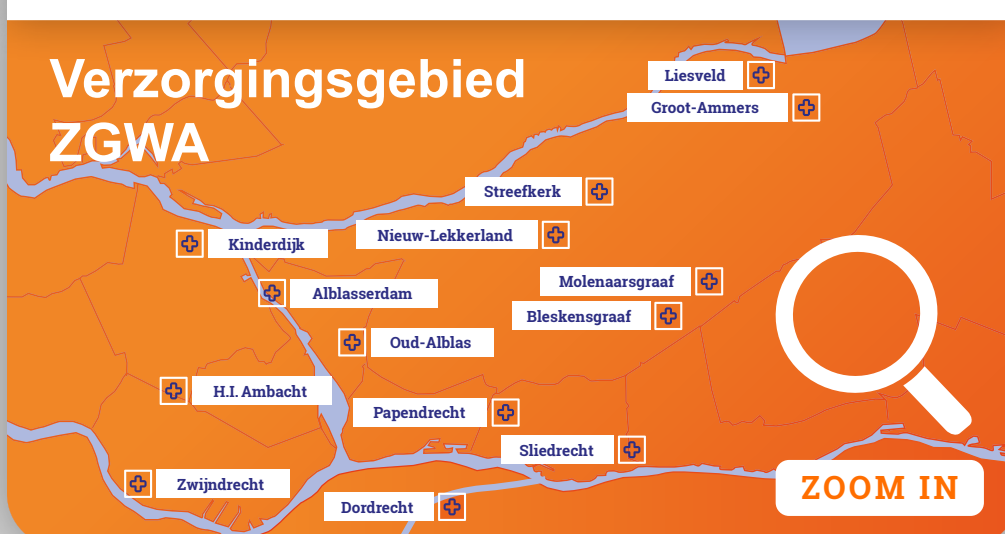 Verzorgingsgebied
ZGWA
Liesveld
Groot-Ammers
Streefkerk
Nieuw-Lekkerland
Kinderdijk
Molenaarsgraaf
Alblasserdam
Bleskensgraaf
Oud-Alblas
H.I. Ambacht
Papendrecht
Sliedrecht
Zwijndrecht
ZOOM IN
Dordrecht